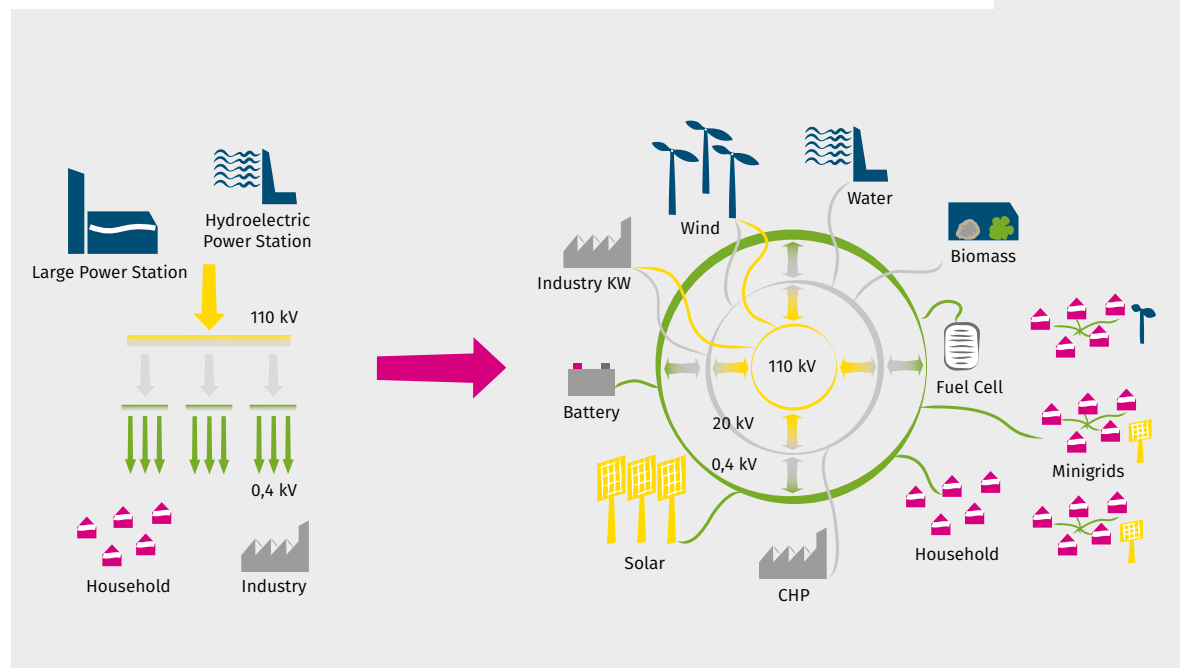 Hydroelectric
Power Station
Large Power Station
110 kV
0,4 kV
Household
Industry
Wind
Water
Biomass
Industry KW
110 kV
Fuel Cell
Battery
20 kV
0,4 kV
Minigrids
Solar
Household
CHP